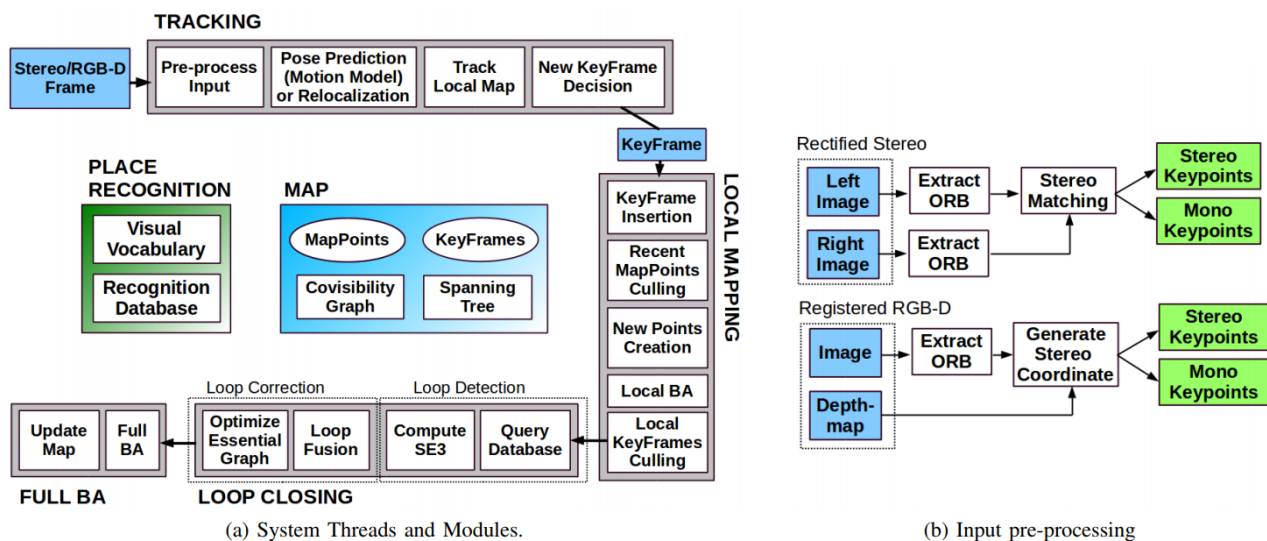 TRACKING
Stereo/RGB-D
Frame
Pre-process
Input
Pose Prediction
(Motion Model)
or Relocalization
Track
Local Map
New KeyFrame
Decision
KeyFrame
PLACE
RECOGNITION
Visual
Vocabulary
Recognition
Database
MAP
MapPoints
KeyFrames
Covisibility
Graph
Spanning
Tree
LOCAL MAPPING
KeyFrame
Insertion
Recent
MapPoints
Culling
New Points
Creation
Local BA
Local
KeyFrames
Culling
Loop Correction
Loop Detection
Update
Map
Full
BA
Optimize
Essential
Graph
Loop
Fusion
Compute
SE3
Query
Database
FULL BA
LOOP CLOSING
(a) System Threads and Modules.
Rectified Stereo
Left
Image
Extract
ORB
Stereo
Matching
Stereo
Keypoints
Mono
Keypoints
Right
Image
Extract
ORB
Registered RGB-D
Image
Extract
ORB
Generate
Stereo
Coordinate
Stereo
Keypoints
Mono
Keypoints
Depth-
map
(b) Input pre-processing